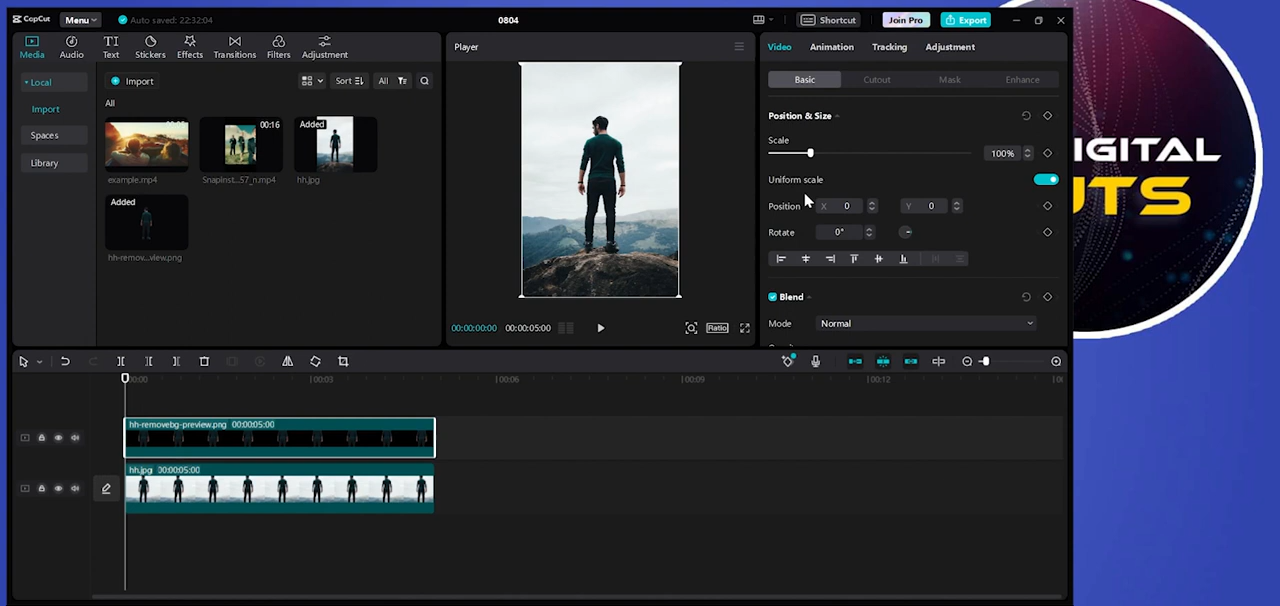 CapCut
Menu
Auto saved: 22:32:04
0804
Shortcut
Join Pro
Export
Media
Audio
Text
Stickers
Effects
Transitions
Filters
Adjustment
Local
Import
Spaces
Library
Import
Sort
All
All
00:16
Added
example.mp4
SnapInst...57_n.mp4
hh.jpg
Added
hh-remov...view.png
Player
00:00:00:00
00:00:05:00
Ratio
Video
Animation
Tracking
Adjustment
Basic
Cutout
Mask
Enhance
Position & Size
Scale
100%
Uniform scale
Position
X
0
Y
0
Rotate
0°
Blend
Mode
Normal
IGITAL
UTS
00:00
00:03
00:06
00:09
00:12
hh-removebg-preview.png 00:00:05:00
hh.jpg 00:00:05:00